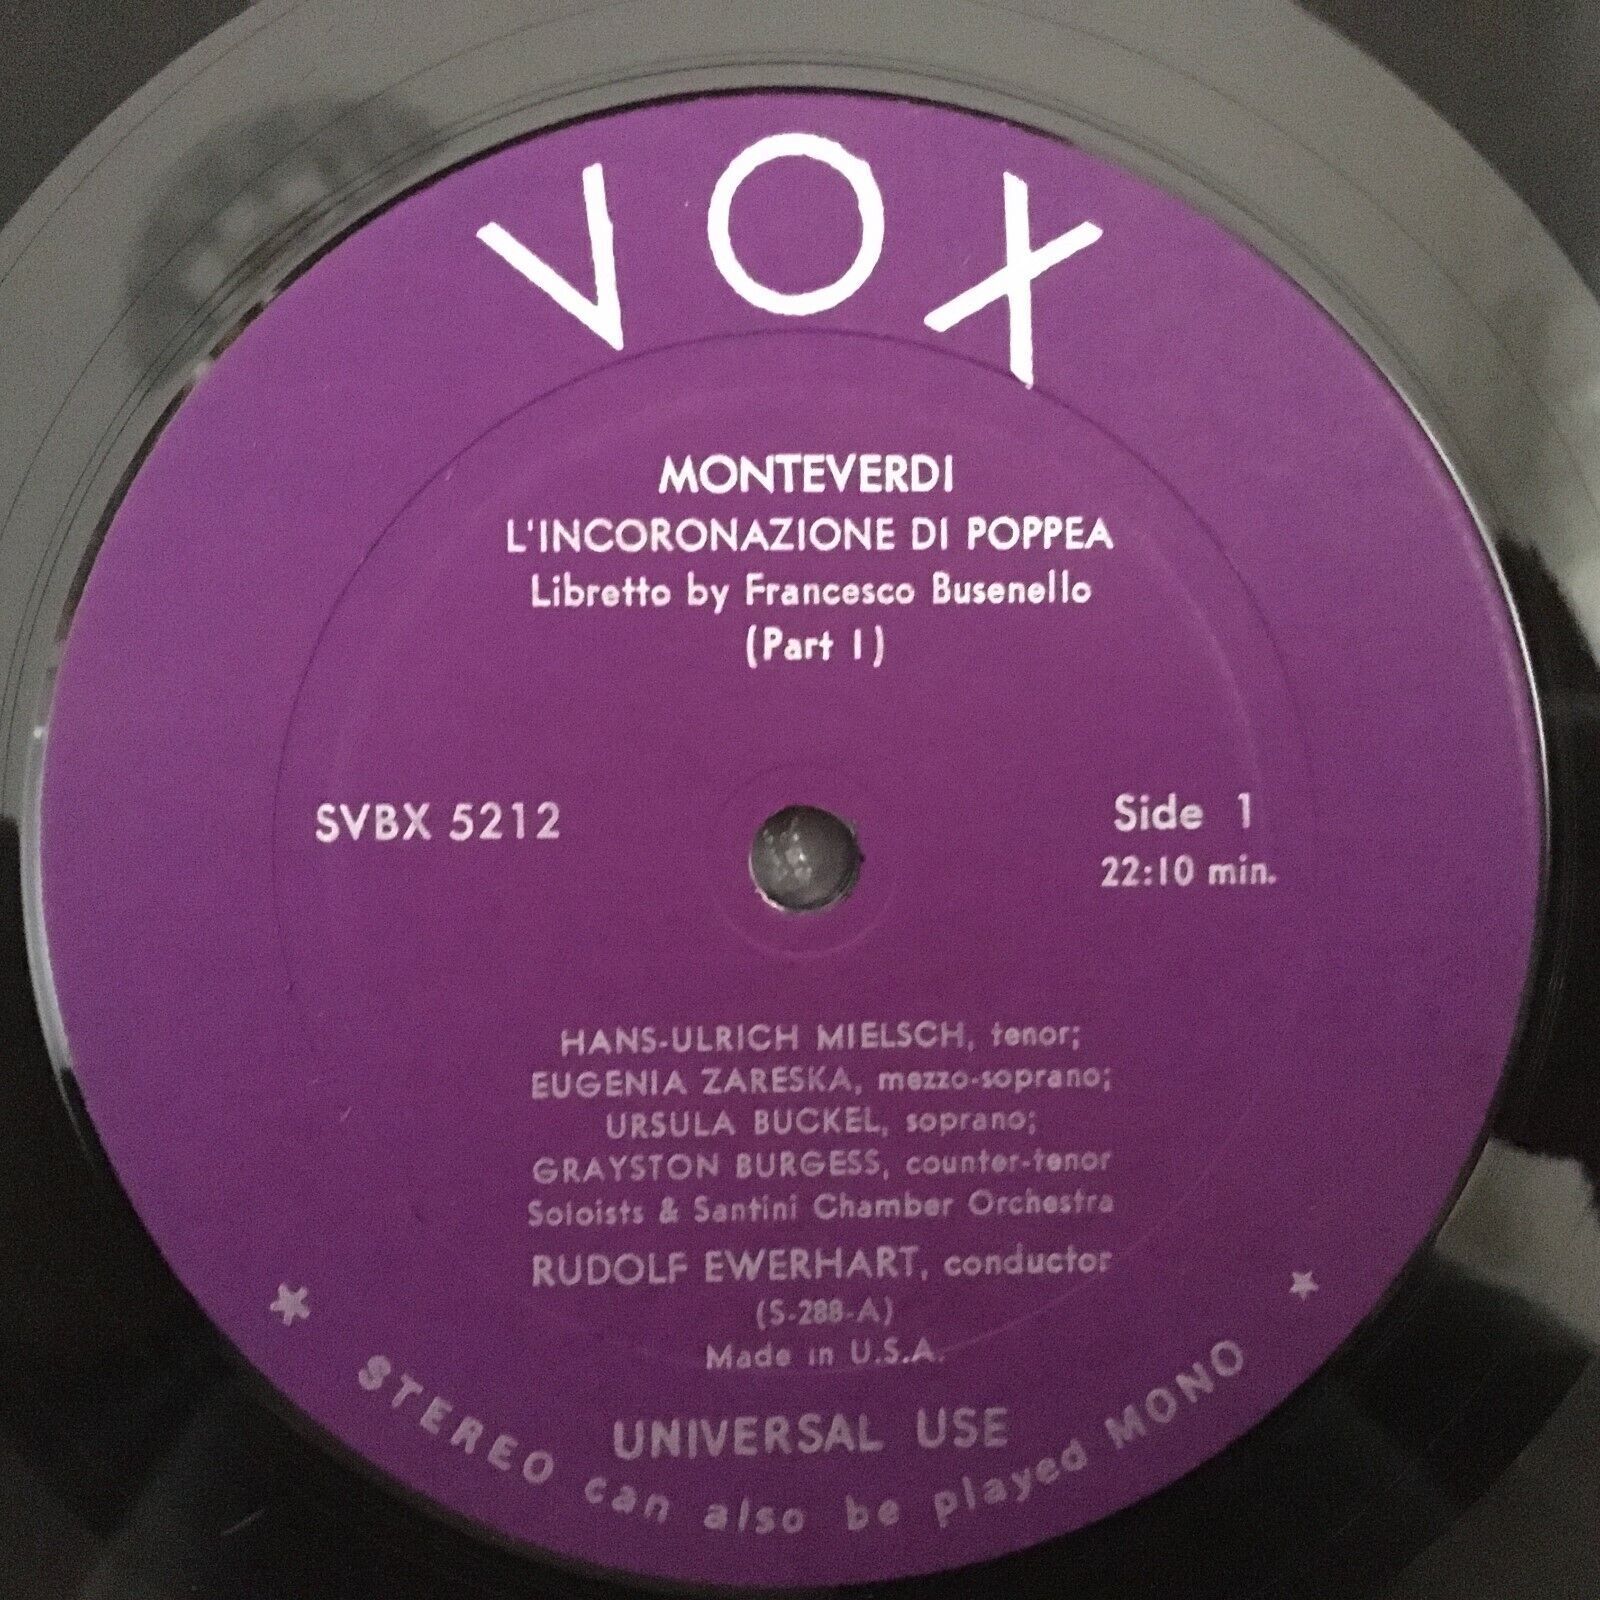 VOX
MONTEVERDI
L'INCORONAZIONE DI POPPEA
Libretto by Francesco Busenello
(Part I)
SVBX 5212
Side 1
22:10 min.
HANS-ULRICH MIELSCH, tenor;
EUGENIA ZARESKA, mezzo-soprano;
URSULA BUCKEL, soprano;
GRAYSTON BURGESS, counter-tenor
Soloists & Santini Chamber Orchestra
RUDOLF EWERHART, conductor
(S-288-A)
Made in U.S.A.
UNIVERSAL USE
STEREO can also be played MONO